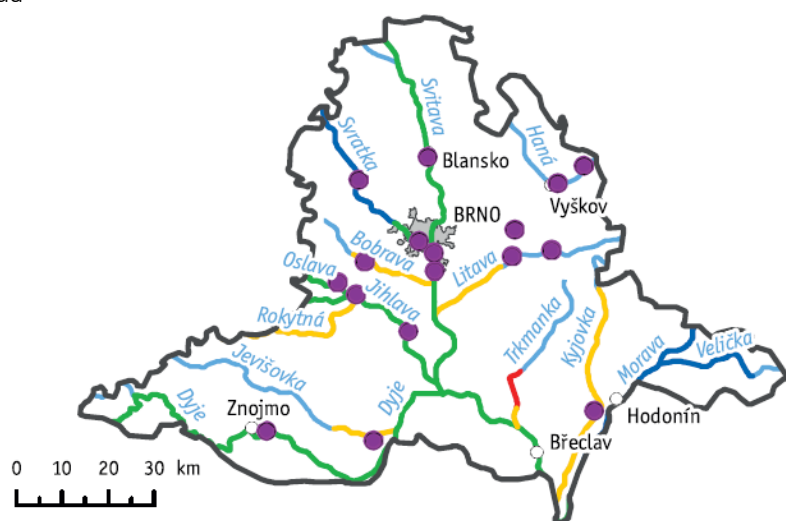 Svitava
Svratka
Haná
Blansko
Vyškov
BRNO
Bobrava
Litava
Oslava
Jihlava
Rokytná
Trkmanka
Kyjovka
Morava
Velička
Jevišovka
Dyje
Znojmo
Dyje
Hodonín
Břeclav
0 10 20 30 km